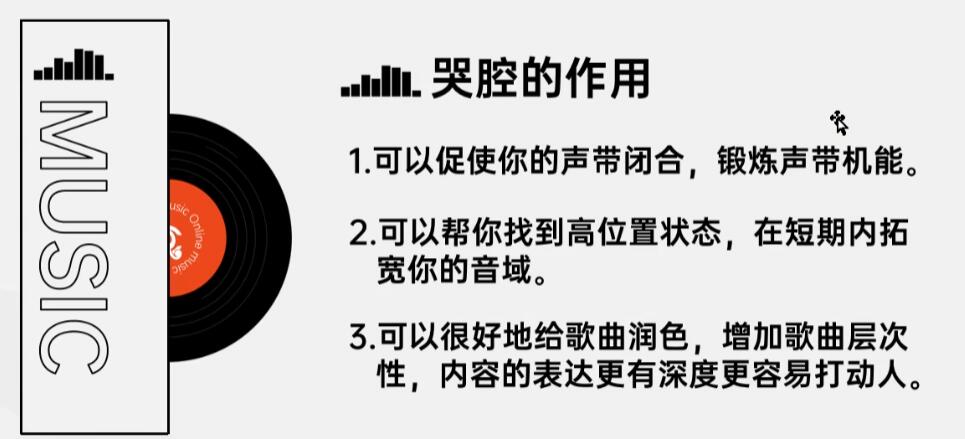 MUSIC
usic Online music
哭腔的作用
1.可以促使你的声带闭合，锻炼声带机能。
2.可以帮你找到高位置状态，在短期内拓
宽你的音域。
3.可以很好地给歌曲润色，增加歌曲层次
性，内容的表达更有深度更容易打动人。